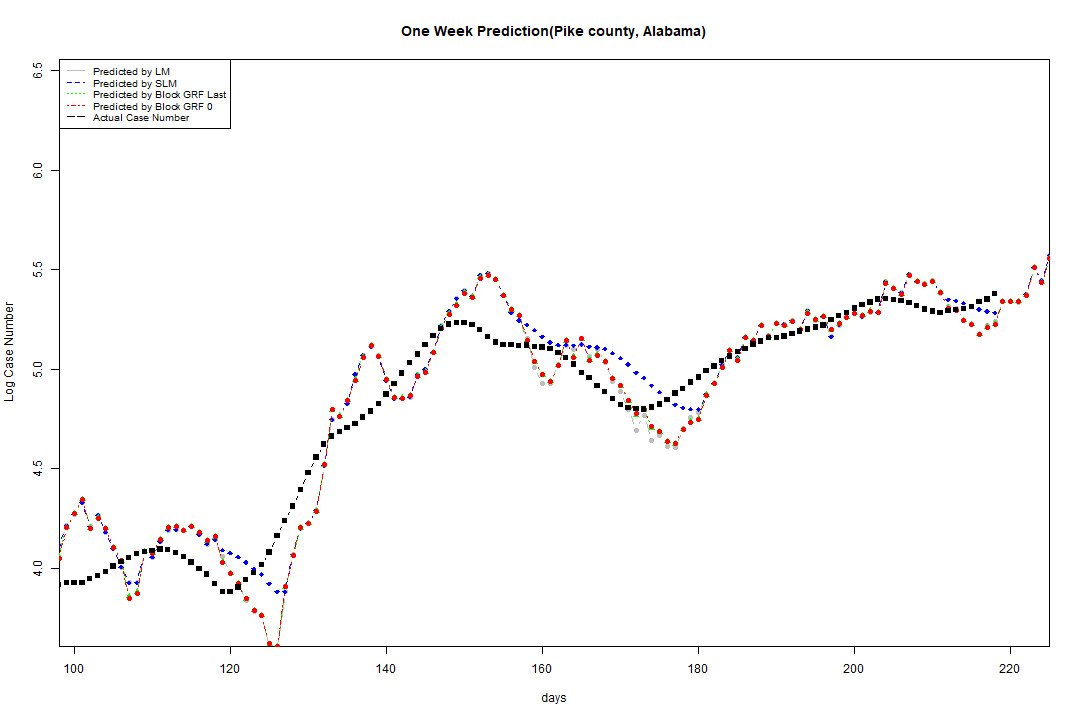 One Week Prediction(Pike county, Alabama)
Predicted by LM
Predicted by SLM
Predicted by Block GRF Last
Predicted by Block GRF 0
Actual Case Number
6.5
6.0
5.5
5.0
4.5
4.0
Log Case Number
100 120 140 160 180 200 220
days